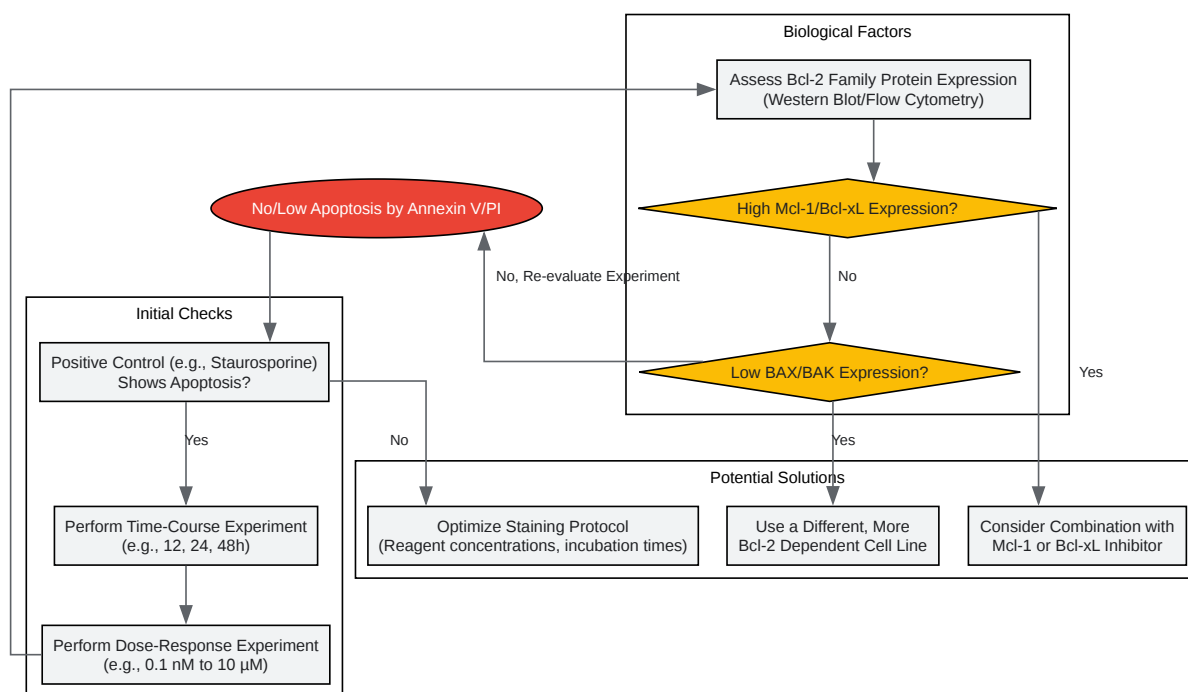 Biological Factors
Assess Bcl-2 Family Protein Expression
(Western Blot/Flow Cytometry)
No/Low Apoptosis by Annexin V/PI
High Mcl-1/Bcl-xL Expression?
No, Re-evaluate Experiment
No
Initial Checks
Positive Control (e.g., Staurosporine)
Shows Apoptosis?
Low BAX/BAK Expression?
Yes
Yes
No
Yes
Potential Solutions
Perform Time-Course Experiment
(e.g., 12, 24, 48h)
Optimize Staining Protocol
(Reagent concentrations, incubation times)
Use a Different, More
Bcl-2 Dependent Cell Line
Consider Combination with
Mcl-1 or Bcl-xL Inhibitor
Perform Dose-Response Experiment
(e.g., 0.1 nM to 10 µM)